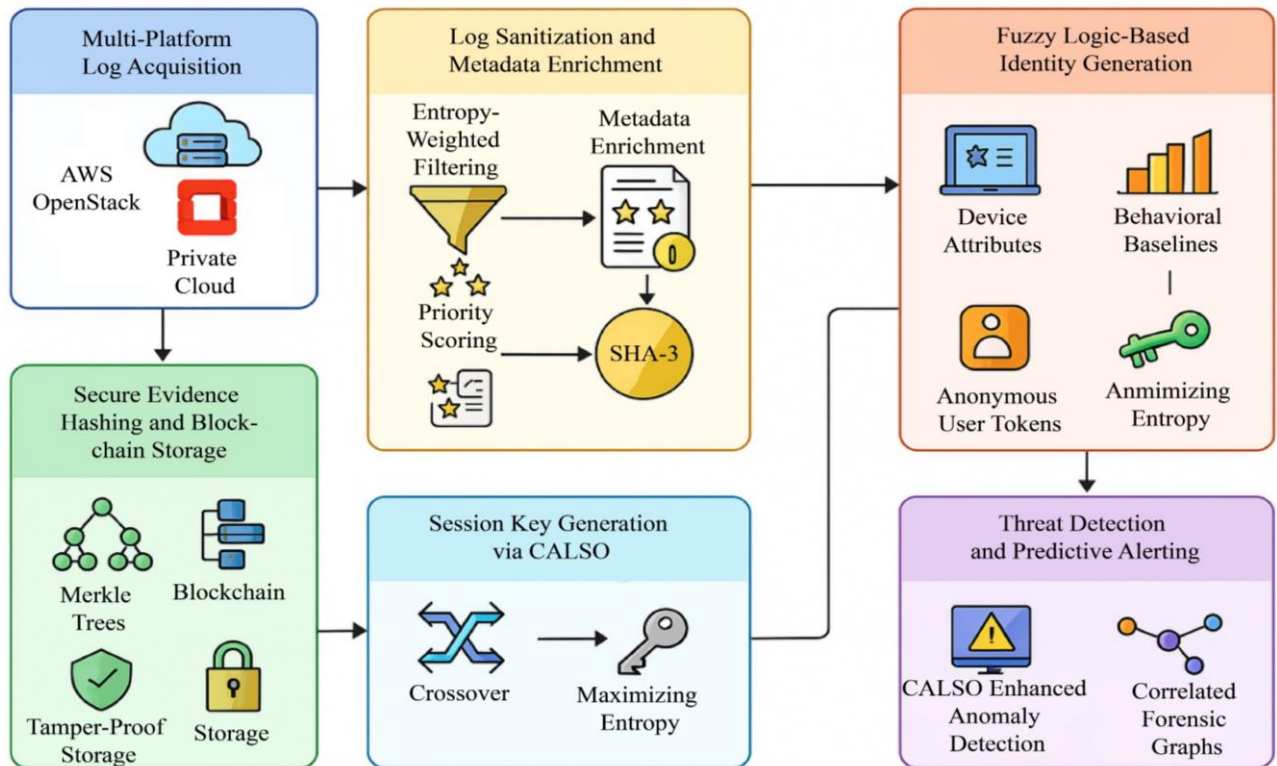 Multi-Platform
Log Acquisition
AWS
OpenStack
Private
Cloud
Log Sanitization and
Metadata Enrichment
Entropy-
Weighted
Filtering
Metadata
Enrichment
Priority
Scoring
SHA-3
Fuzzy Logic-Based
Identity Generation
Device
Attributes
Behavioral
Baselines
Anonymous
User Tokens
Anmimizing
Entropy
Secure Evidence
Hashing and Block-
chain Storage
Merkle
Trees
Blockchain
Tamper-Proof
Storage
Storage
Session Key Generation
via CALSO
Crossover
Maximizing
Entropy
Threat Detection
and Predictive Alerting
CALSO Enhanced
Anomaly
Detection
Correlated
Forensic
Graphs